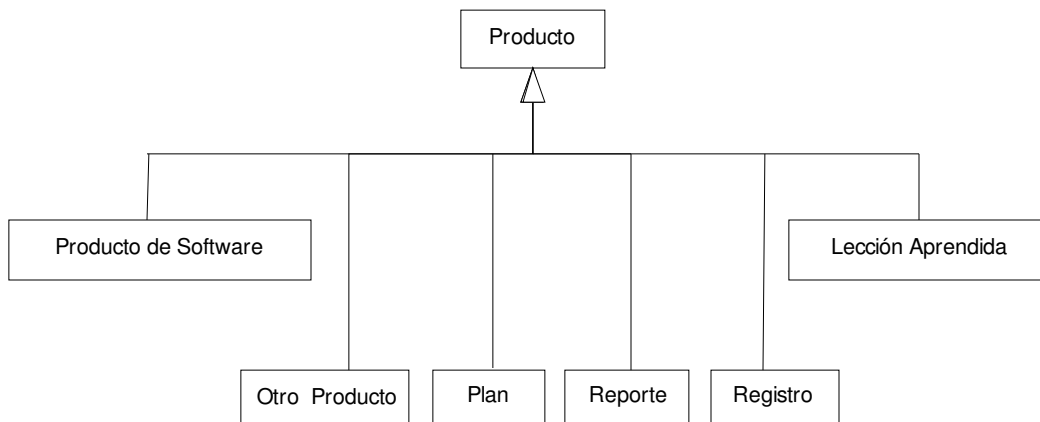 Producto
Producto de Software
Lección Aprendida
Otro Producto
Plan
Reporte
Registro